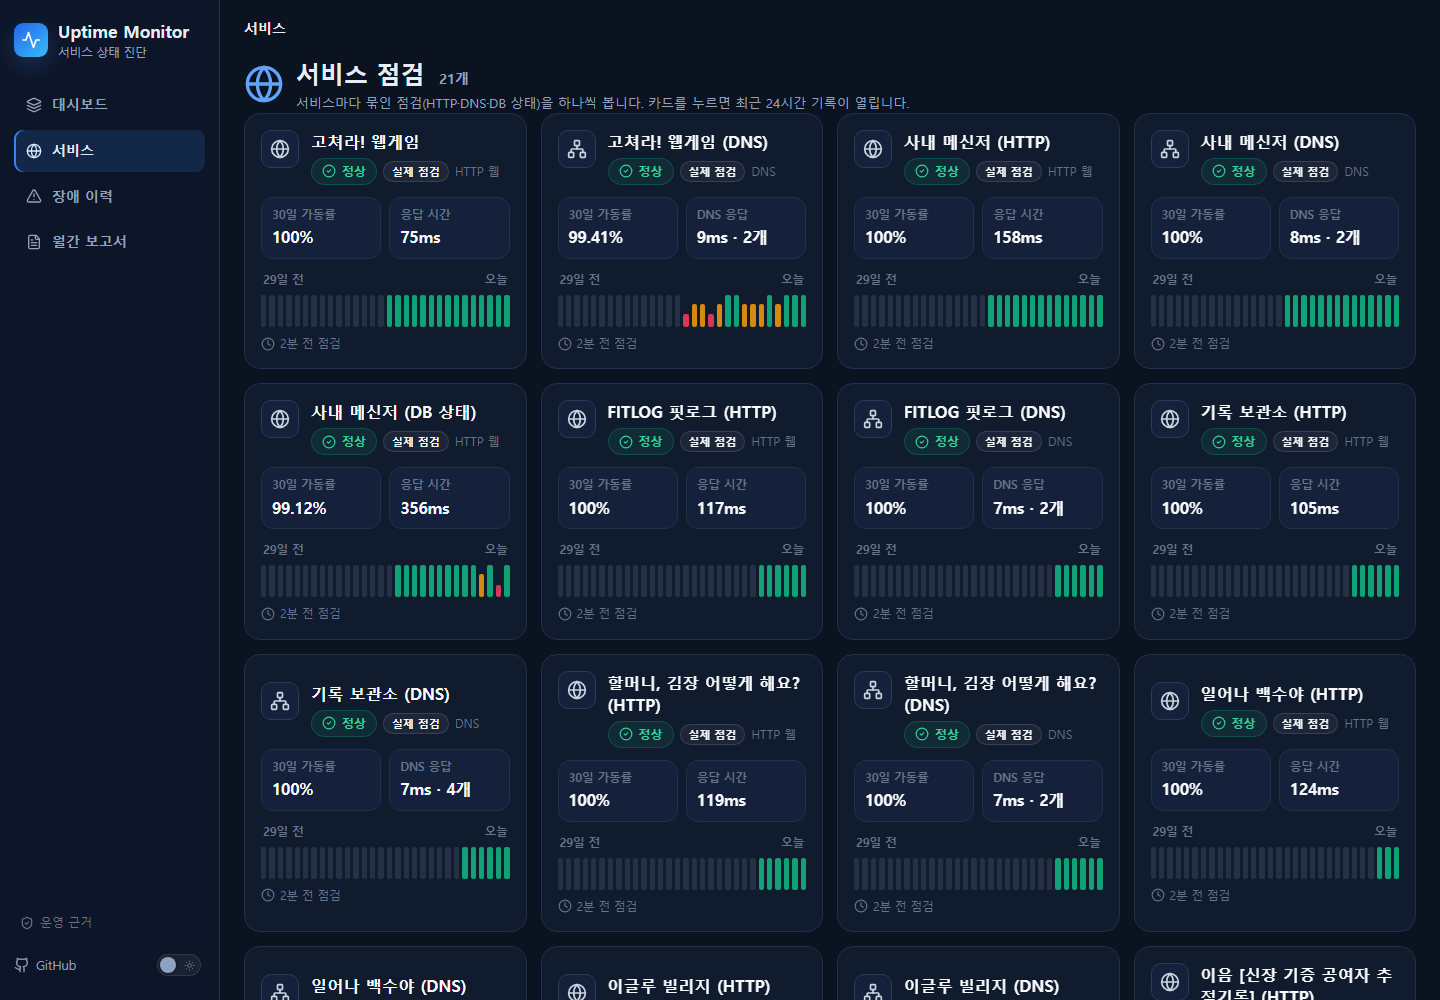 Uptime Monitor
서비스 상태 진단
대시보드
서비스
장애 이력
월간 보고서
운영 근거
GitHub
서비스
서비스 점검 21개
서비스마다 묶인 점검(HTTP·DNS·DB 상태)을 하나씩 봅니다. 카드를 누르면 최근 24시간 기록이 열립니다.
고쳐라! 웹게임
정상 실제 점검 HTTP 웹
30일 가동률 응답 시간
100% 75ms
29일 전 오늘
2분 전 점검
고쳐라! 웹게임 (DNS)
정상 실제 점검 DNS
30일 가동률 DNS 응답
99.41% 9ms · 2개
29일 전 오늘
2분 전 점검
사내 메신저 (HTTP)
정상 실제 점검 HTTP 웹
30일 가동률 응답 시간
100% 158ms
29일 전 오늘
2분 전 점검
사내 메신저 (DNS)
정상 실제 점검 DNS
30일 가동률 DNS 응답
100% 8ms · 2개
29일 전 오늘
2분 전 점검
사내 메신저 (DB 상태)
정상 실제 점검 HTTP 웹
30일 가동률 응답 시간
99.12% 356ms
29일 전 오늘
2분 전 점검
FITLOG 핏로그 (HTTP)
정상 실제 점검 HTTP 웹
30일 가동률 응답 시간
100% 117ms
29일 전 오늘
2분 전 점검
FITLOG 핏로그 (DNS)
정상 실제 점검 DNS
30일 가동률 DNS 응답
100% 7ms · 2개
29일 전 오늘
2분 전 점검
기록 보관소 (HTTP)
정상 실제 점검 HTTP 웹
30일 가동률 응답 시간
100% 105ms
29일 전 오늘
2분 전 점검
기록 보관소 (DNS)
정상 실제 점검 DNS
30일 가동률 DNS 응답
100% 7ms · 4개
29일 전 오늘
2분 전 점검
할머니, 김장 어떻게 해요?
(HTTP)
정상 실제 점검 HTTP 웹
30일 가동률 응답 시간
100% 119ms
29일 전 오늘
2분 전 점검
할머니, 김장 어떻게 해요?
(DNS)
정상 실제 점검 DNS
30일 가동률 DNS 응답
100% 7ms · 2개
29일 전 오늘
2분 전 점검
일어나 백수야 (HTTP)
정상 실제 점검 HTTP 웹
30일 가동률 응답 시간
100% 124ms
29일 전 오늘
2분 전 점검
일어나 백수야 (DNS)
이글루 빌리지 (HTTP)
이글루 빌리지 (DNS)
이음 [신장 기증 공여자 추
적기록] (HTTP)